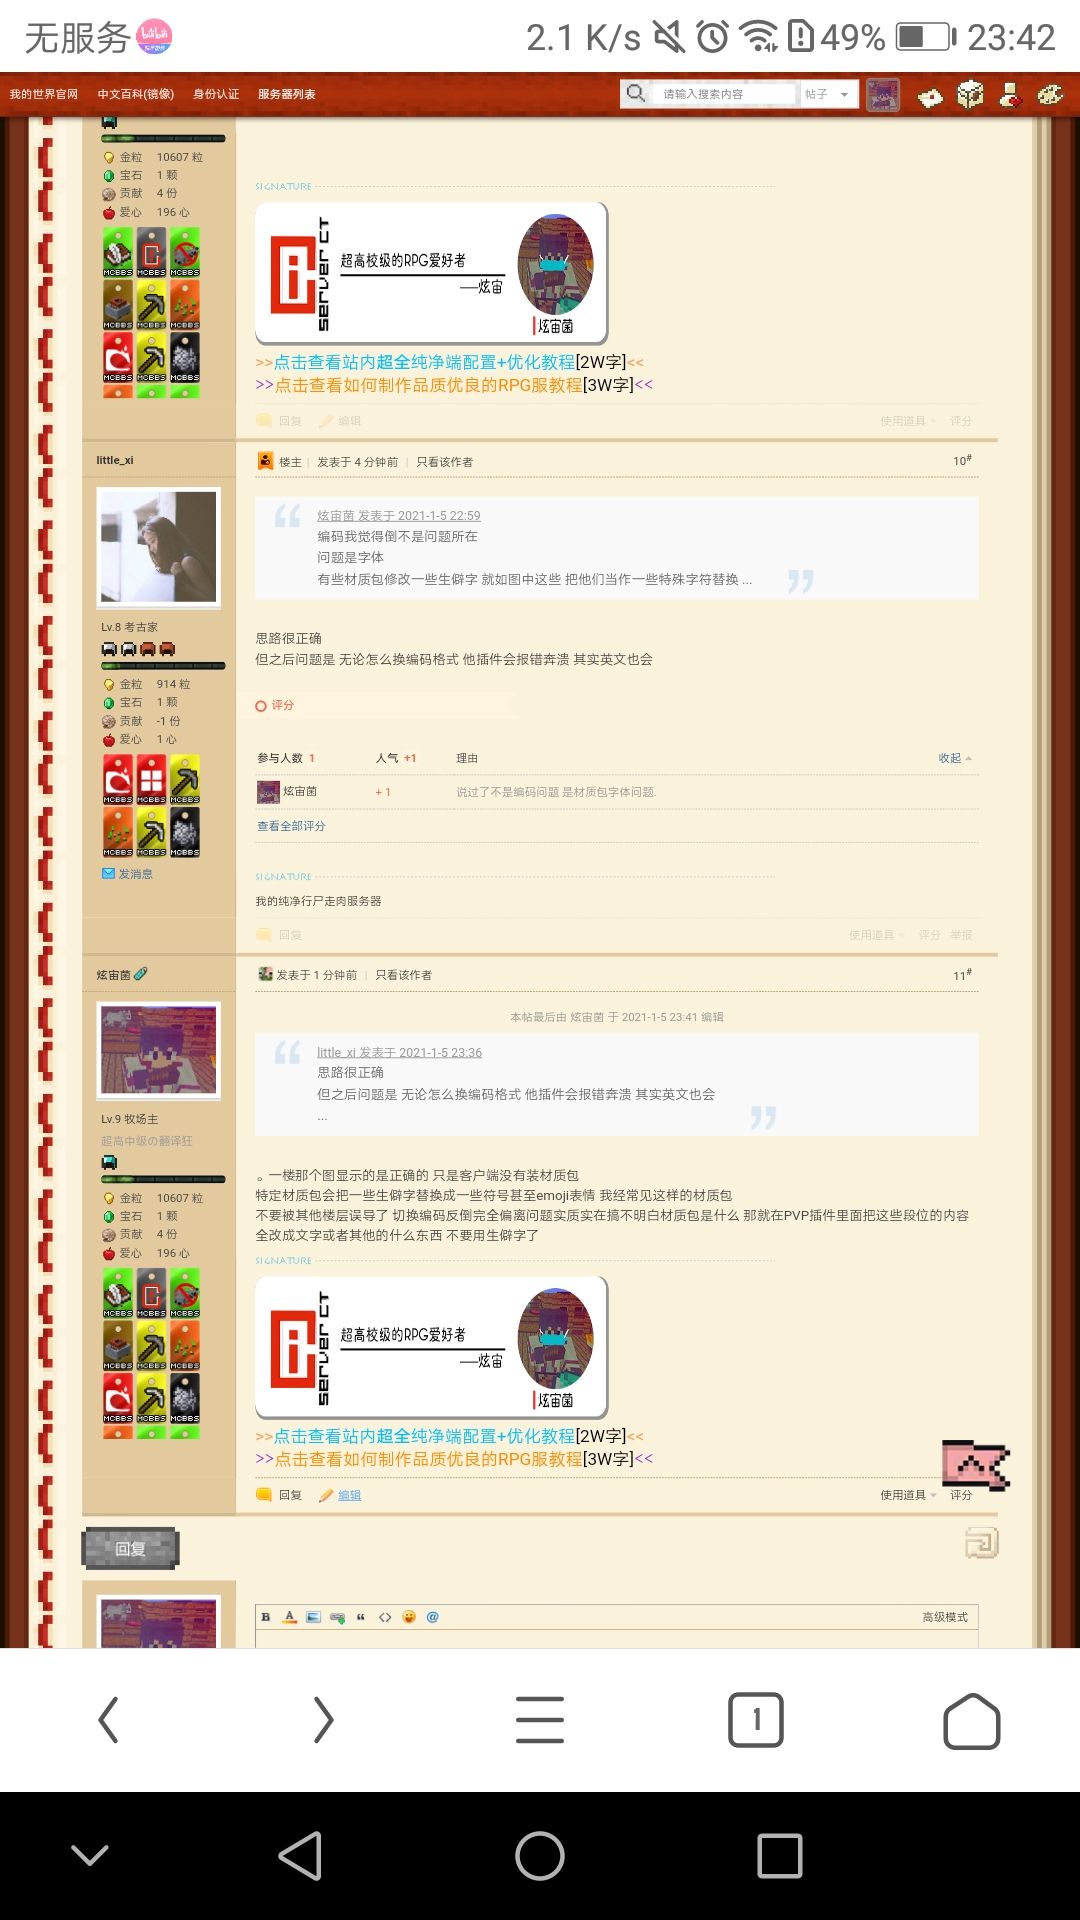 无服务
2.1 K/s 49% 23:42
我的世界官网 中文百科(镜像) 身份认证 服务器列表 请输入搜索内容 帖子
金粒 10607 粒
宝石 1 颗
贡献 4 份
爱心 196 心
MCBBS MCBBS MCBBS
MCBBS MCBBS MCBBS
MCBBS MCBBS MCBBS
SIGNATURE
SERVER CT
超高校级的RPG爱好者
——炫宙
炫宙菌
>>点击查看站内超全纯净端配置+优化教程[2W字]<<
>>点击查看如何制作品质优良的RPG服教程[3W字]<<
回复 编辑 使用道具 评分
little_xi
楼主 | 发表于 4 分钟前 | 只看该作者 10#
炫宙菌 发表于 2021-1-5 22:59
编码我觉得倒不是问题所在
问题是字体
有些材质包修改一些生僻字 就如图中这些 把他们当作一些特殊字符替换 ...
Lv.8 考古家
金粒 914 粒
宝石 1 颗
贡献 -1 份
爱心 1 心
MCBBS MCBBS MCBBS
MCBBS MCBBS MCBBS
发消息
思路很正确
但之后问题是 无论怎么换编码格式 他插件会报错奔溃 其实英文也会
评分
参与人数 1 人气 +1 理由 收起
炫宙菌 + 1 说过了不是编码问题 是材质包字体问题.
查看全部评分
SIGNATURE
我的纯净行尸走肉服务器
回复 使用道具 评分 举报
炫宙菌
发表于 1 分钟前 | 只看该作者 11#
本帖最后由 炫宙菌 于 2021-1-5 23:41 编辑
little_xi 发表于 2021-1-5 23:36
思路很正确
但之后问题是 无论怎么换编码格式 他插件会报错奔溃 其实英文也会
...
Lv.9 牧场主
超高中级の翻译狂
金粒 10607 粒
宝石 1 颗
贡献 4 份
爱心 196 心
MCBBS MCBBS MCBBS
MCBBS MCBBS MCBBS
MCBBS MCBBS MCBBS
。一楼那个图显示的是正确的 只是客户端没有装材质包
特定材质包会把一些生僻字替换成一些符号甚至emoji表情 我经常见这样的材质包
不要被其他楼层误导了 切换编码反倒完全偏离问题实质实在搞不明白材质包是什么 那就在PVP插件里面把这些段位的内容
全改成文字或者其他的什么东西 不要用生僻字了
SIGNATURE
SERVER CT
超高校级的RPG爱好者
——炫宙
炫宙菌
>>点击查看站内超全纯净端配置+优化教程[2W字]<<
>>点击查看如何制作品质优良的RPG服教程[3W字]<<
回复 编辑 使用道具 评分
回复
B A <> @ 高级模式
1